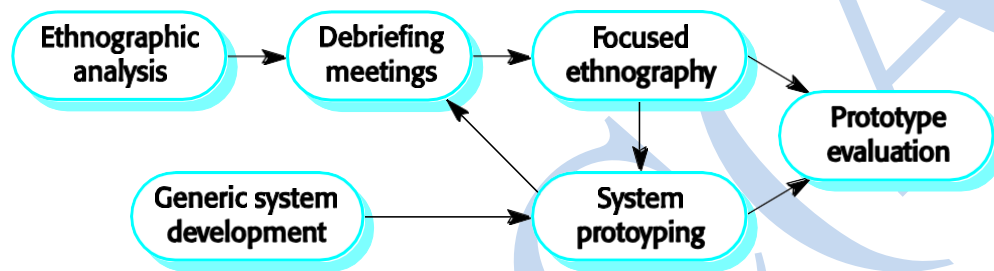 Ethnographic
analysis
Debriefing
meetings
Focused
ethnography
Prototype
evaluation
Generic system
development
System
protoyping